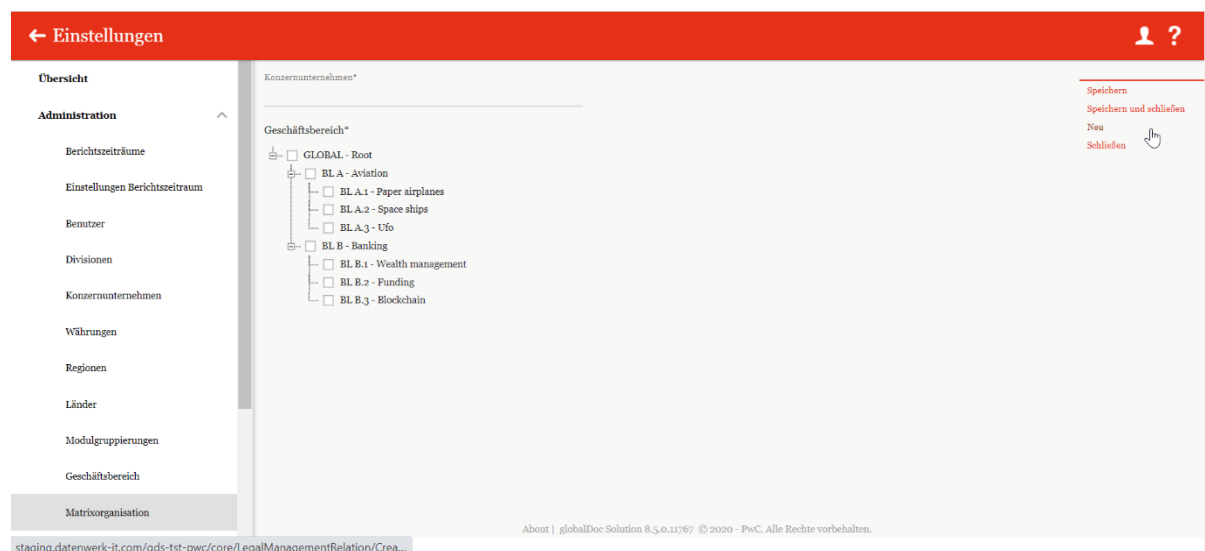 ← Einstellungen
?
Übersicht
Administration
Berichtszeiträume
Einstellungen Berichtszeitraum
Benutzer
Divisionen
Konzernunternehmen
Währungen
Regionen
Länder
Modulgruppierungen
Geschäftsbereich
Matrixorganisation
Konzernunternehmen*
Geschäftsbereich*
GLOBAL - Root
BL A - Aviation
BL A.1 - Paper airplanes
BL A.2 - Space ships
BL A.3 - Ufo
BL B - Banking
BL B.1 - Wealth management
BL B.2 - Funding
BL B.3 - Blockchain
Speichern
Speichern und schließen
Neu
Schließen
About | globalDoc Solution 8.5.0.11767 © 2020 - PwC. Alle Rechte vorbehalten.
staging.datenwerk-it.com/gds-tst-pwc/core/LegalManagementRelation/Crea...